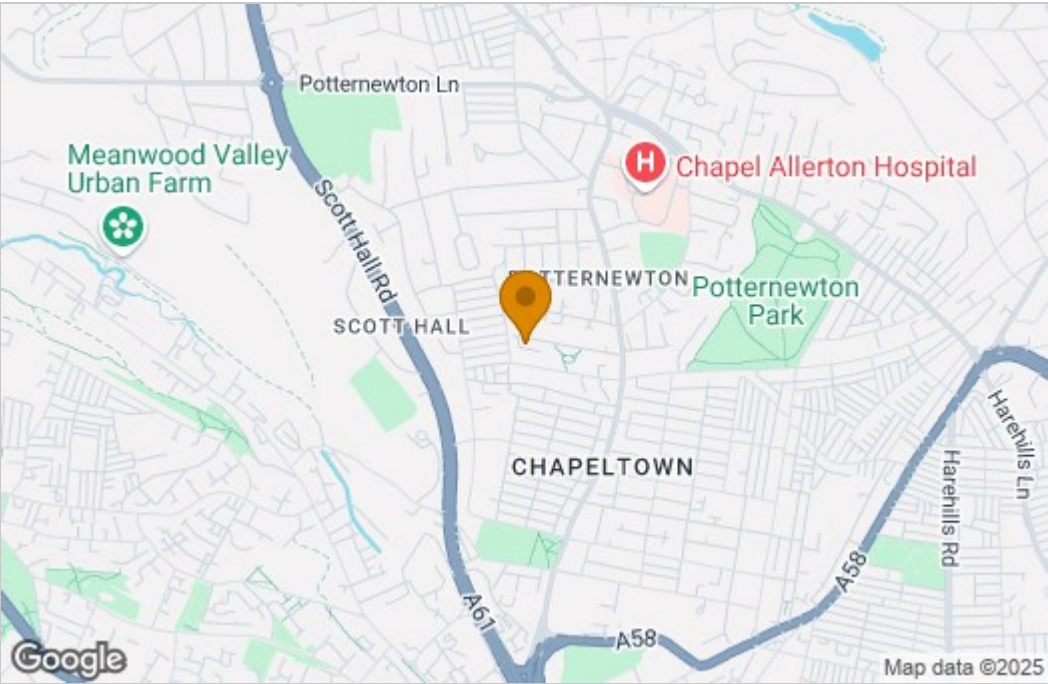 Potternewton Ln
Meanwood Valley
Urban Farm
H
Chapel Allerton Hospital
Scott Hall Rd
TTERNEWTON
Potternewton
Park
SCOTT HALL
Harehills Ln
CHAPELTOWN
Harehills Rd
A58
A61
A58
Google
Map data ©2025